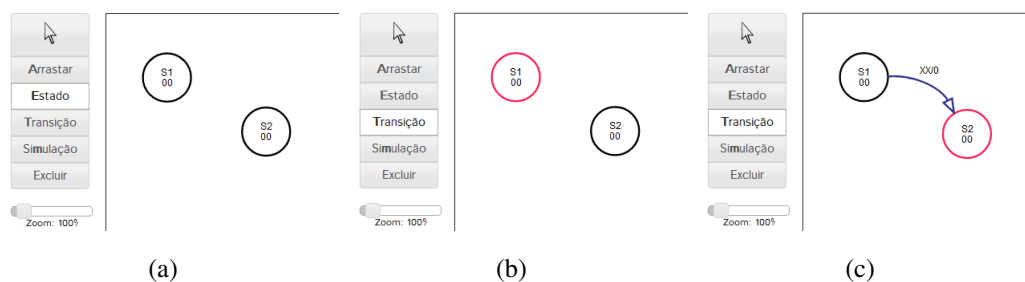 Arrastar
Estado
Transição
Simulação
Excluir
Zoom: 100%
S1
00
S2
00
(a)
Arrastar
Estado
Transição
Simulação
Excluir
Zoom: 100%
S1
00
S2
00
(b)
Arrastar
Estado
Transição
Simulação
Excluir
Zoom: 100%
S1
00
XX/0
S2
00
(c)